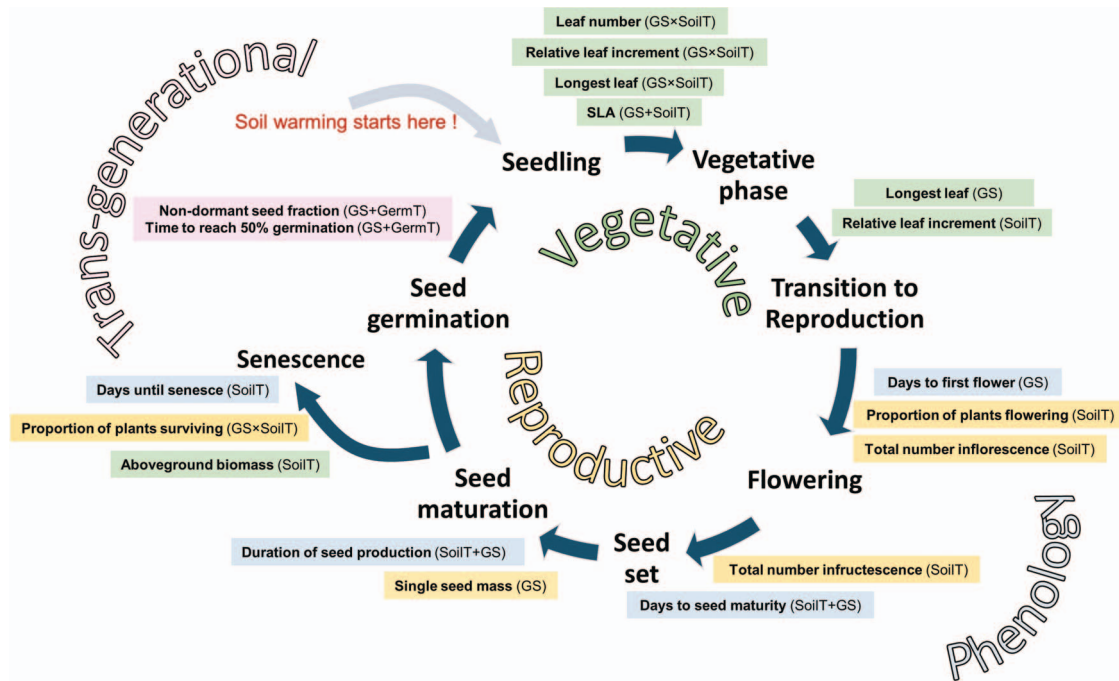 Leaf number (GS×SoilT)
Relative leaf increment (GS×SoilT)
Longest leaf (GS×SoilT)
SLA (GS+SoilT)
Trans-generational
Soil warming starts here !
Seedling
Vegetative
phase
Longest leaf (GS)
Relative leaf increment (SoilT)
Non-dormant seed fraction (GS+GermT)
Time to reach 50% germination (GS+GermT)
Vegetative
Seed
germination
Transition to
Reproduction
Senescence
Days until senesce (SoilT)
Proportion of plants surviving (GS×SoilT)
Aboveground biomass (SoilT)
Reproductive
Days to first flower (GS)
Proportion of plants flowering (SoilT)
Total number inflorescence (SoilT)
Seed
maturation
Flowering
Phenology
Duration of seed production (SoilT+GS)
Single seed mass (GS)
Seed
set
Total number infructescence (SoilT)
Days to seed maturity (SoilT+GS)